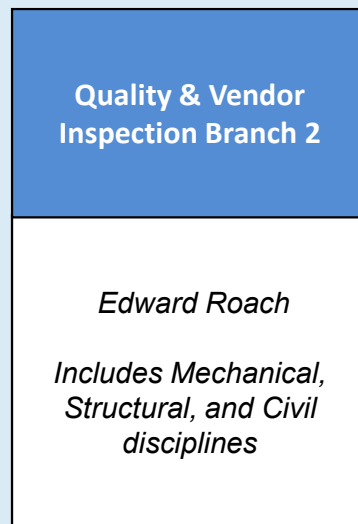 Quality & Vendor
Inspection Branch 2
Edward Roach
Includes Mechanical,
Structural, and Civil
disciplines